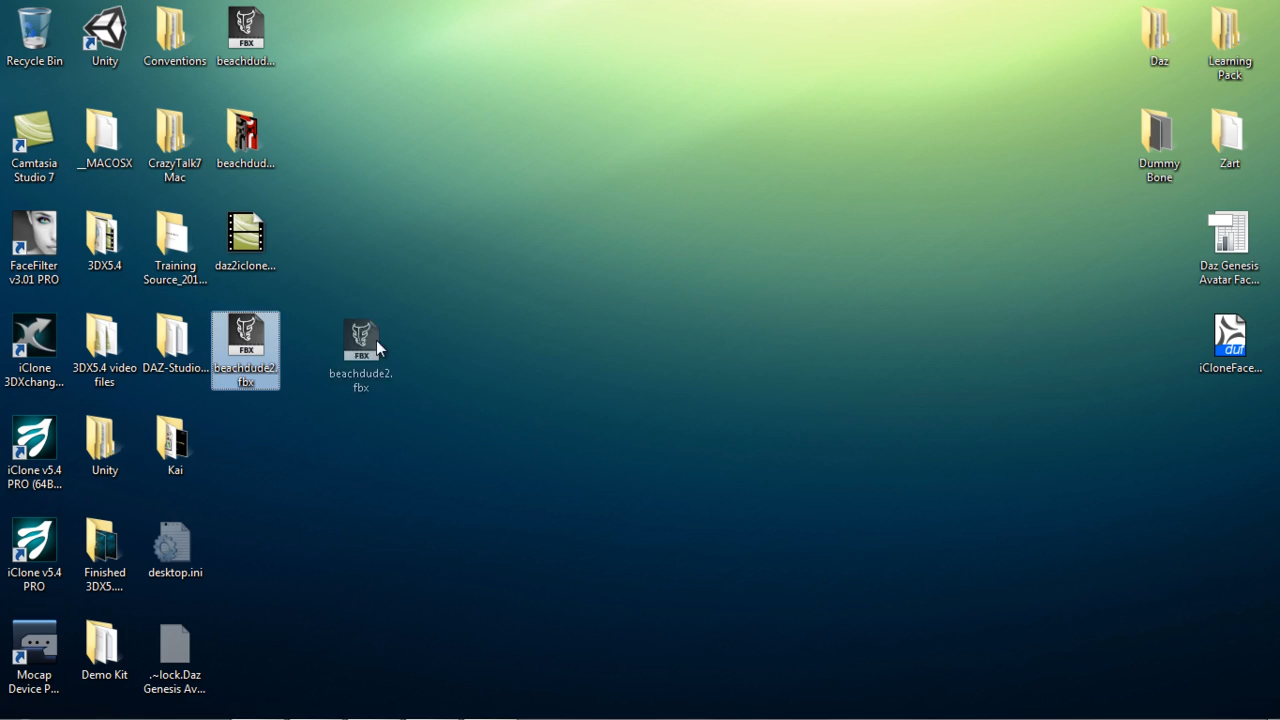 Recycle Bin
Unity
Conventions
FBX
beachdud...
Daz
Learning
Pack
Camtasia
Studio 7
__MACOSX
CrazyTalk7
Mac
beachdud...
Dummy
Bone
Zart
FaceFilter
v3.01 PRO
3DX5.4
Training
Source_201...
daz2iclone...
Daz Genesis
Avatar Fac...
iClone
3DXchang...
3DX5.4 video
files
DAZ-Studio...
FBX
beachdude2.
fbx
FBX
beachdude2.
fbx
duf
iCloneFace...
iClone v5.4
PRO (64B...
Unity
Kai
iClone v5.4
PRO
Finished
3DX5....
desktop.ini
Mocap
Device P...
Demo Kit
.~lock.Daz
Genesis Av...